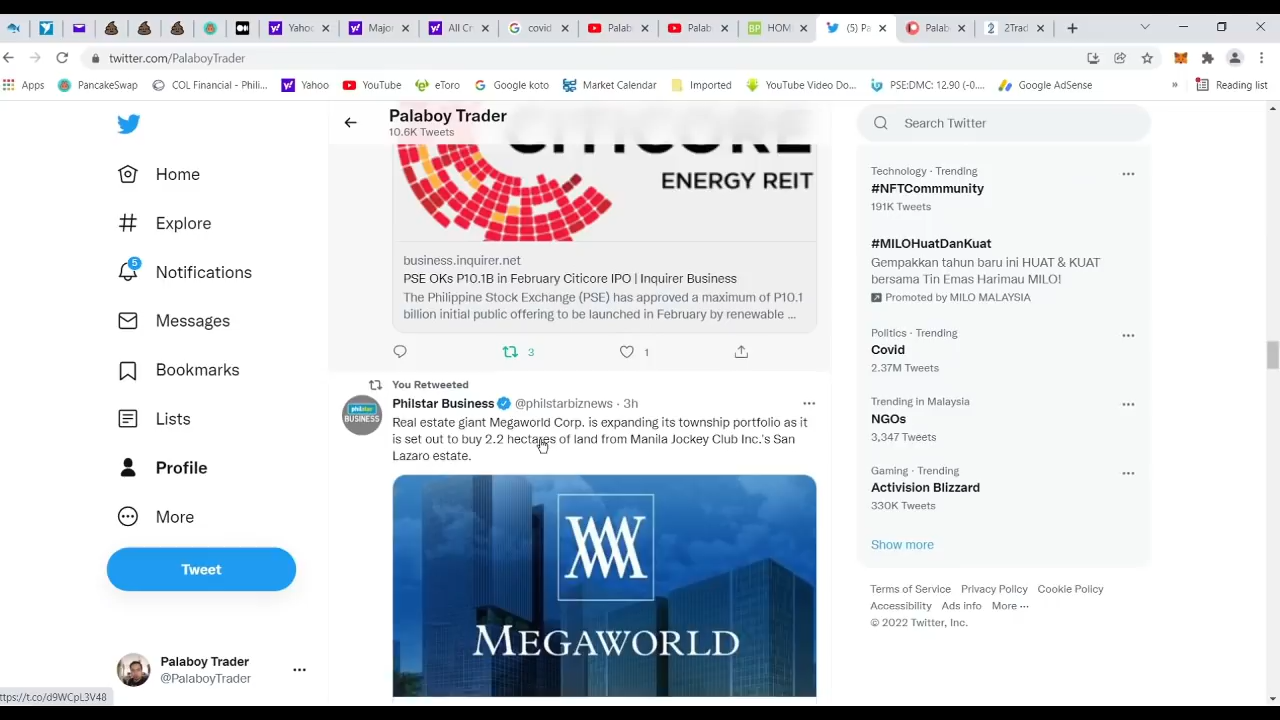 Yahoo
Major
All Cr
covid
Palab
Palab
HOM
(5) Pa
Palab
2Trad
twitter.com/PalaboyTrader
Apps
PancakeSwap
COL Financial - Phili...
Yahoo
YouTube
eToro
Google koto
Market Calendar
Imported
YouTube Video Do...
PSE:DMC: 12.90 (-0....
Google AdSense
»
Reading list
Home
Explore
5
Notifications
Messages
Bookmarks
Lists
Profile
More
Tweet
Palaboy Trader
@PalaboyTrader
Palaboy Trader
10.6K Tweets
CITICORE
ENERGY REIT
business.inquirer.net
PSE OKs P10.1B in February Citicore IPO | Inquirer Business
The Philippine Stock Exchange (PSE) has approved a maximum of P10.1
billion initial public offering to be launched in February by renewable ...
3
1
You Retweeted
philstar
BUSINESS
Philstar Business @philstarbiznews · 3h
Real estate giant Megaworld Corp. is expanding its township portfolio as it
is set out to buy 2.2 hectares of land from Manila Jockey Club Inc.'s San
Lazaro estate.
MEGAWORLD
Search Twitter
Technology · Trending
#NFTCommmunity
191K Tweets
#MILOHuatDanKuat
Gempakkan tahun baru ini HUAT & KUAT
bersama Tin Emas Harimau MILO!
Promoted by MILO MALAYSIA
Politics · Trending
Covid
2.37M Tweets
Trending in Malaysia
NGOs
3,347 Tweets
Gaming · Trending
Activision Blizzard
330K Tweets
Show more
Terms of Service Privacy Policy Cookie Policy
Accessibility Ads info More ···
© 2022 Twitter, Inc.
ttps://t.co/d9WCpL3V48